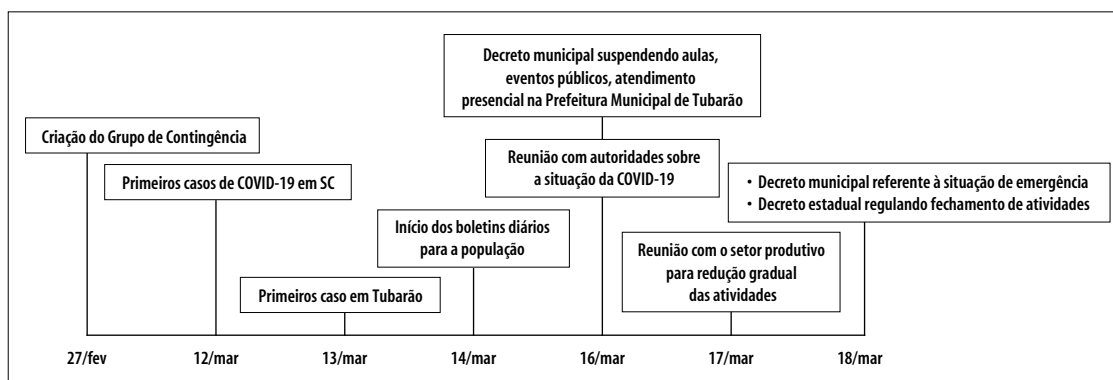 Decreto municipal suspendendo aulas,
eventos públicos, atendimento
presencial na Prefeitura Municipal de Tubarão
Criação do Grupo de Contingência
Reunião com autoridades sobre
a situação da COVID-19
Primeiros casos de COVID-19 em SC
• Decreto municipal referente à situação de emergência
• Decreto estadual regulando fechamento de atividades
Início dos boletins diários
para a população
Reunião com o setor produtivo
para redução gradual
das atividades
Primeiros caso em Tubarão
27/fev
12/mar
13/mar
14/mar
16/mar
17/mar
18/mar